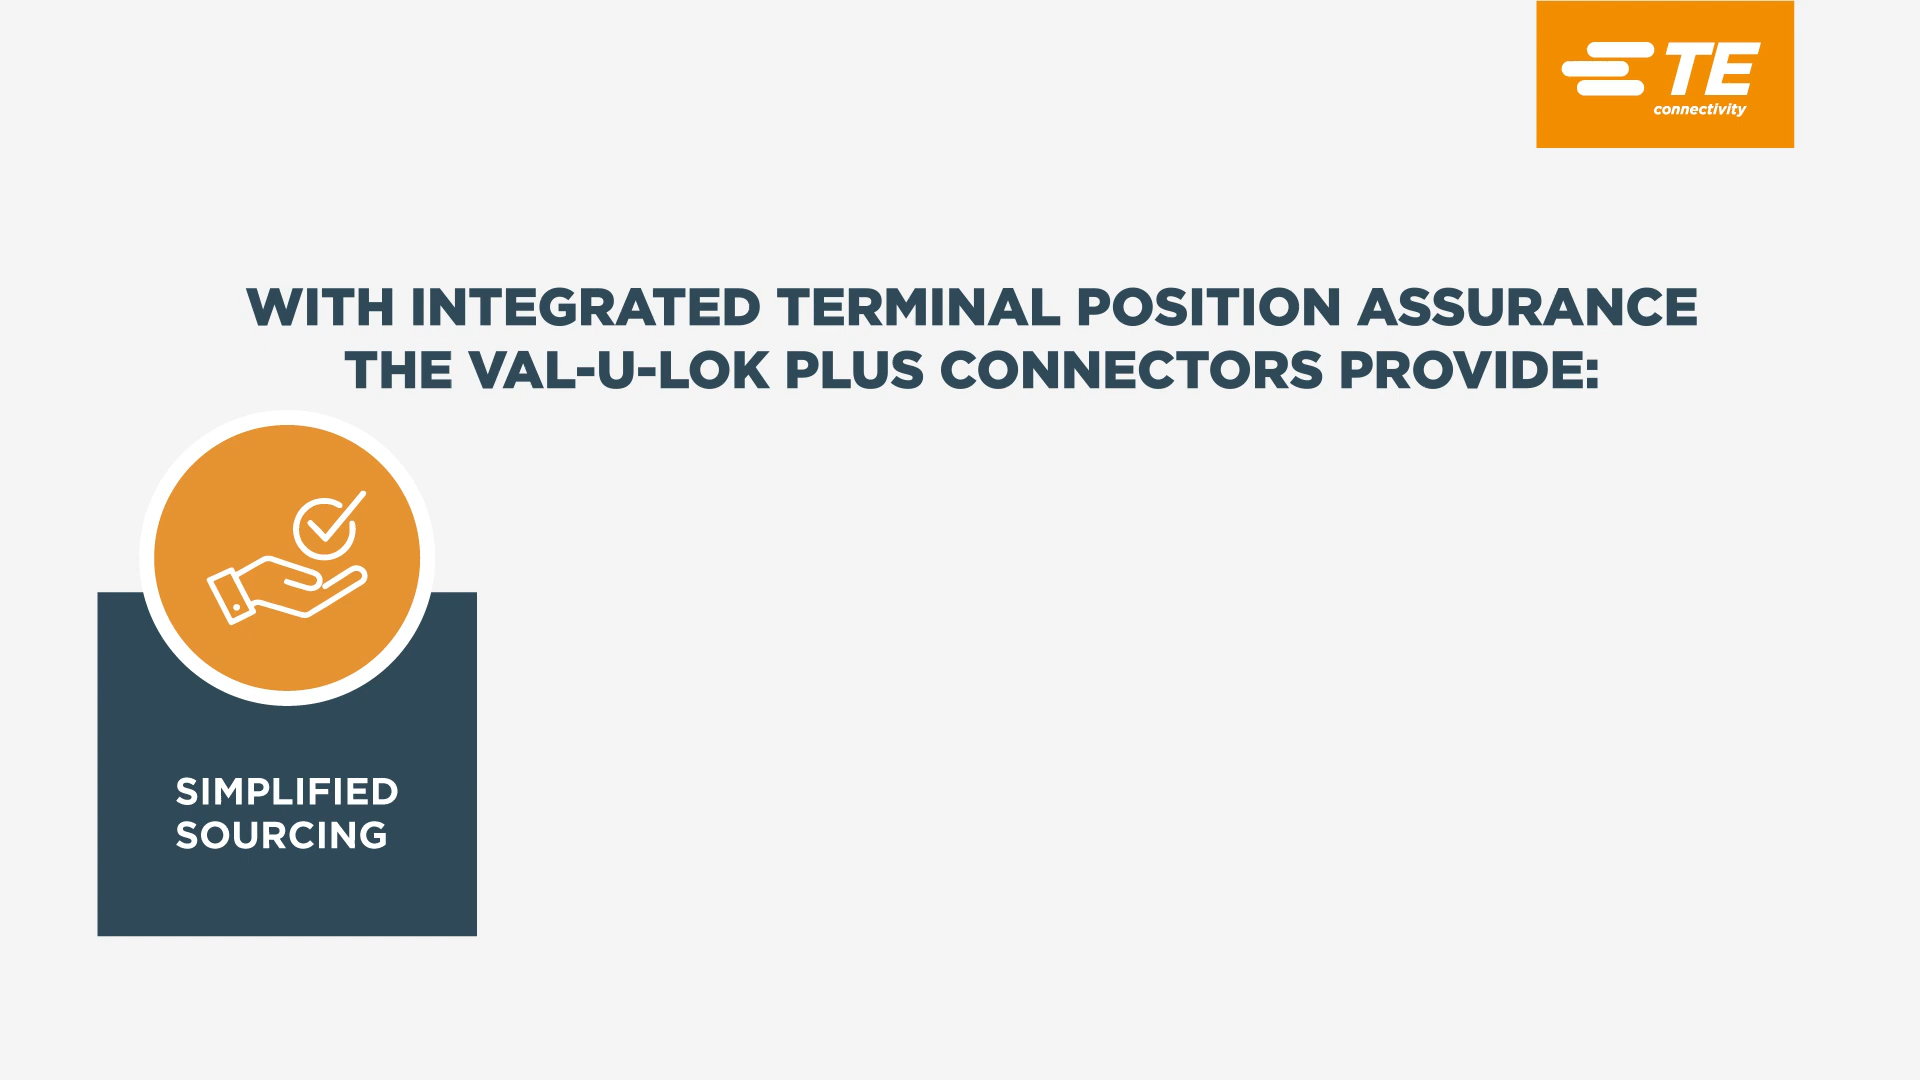 TE
connectivity
WITH INTEGRATED TERMINAL POSITION ASSURANCE
THE VAL-U-LOK PLUS CONNECTORS PROVIDE:
SIMPLIFIED
SOURCING